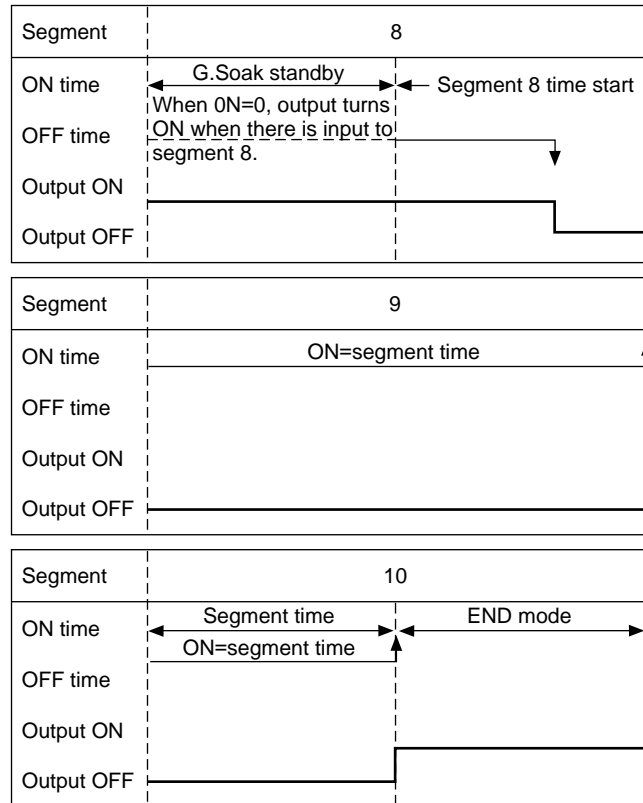 Segment 8
ON time G.Soak standby Segment 8 time start
When 0N=0, output turns
OFF time ON when there is input to
segment 8.
Output ON
Output OFF
Segment 9
ON time ON=segment time
OFF time
Output ON
Output OFF
Segment 10
ON time Segment time END mode
ON=segment time
OFF time
Output ON
Output OFF